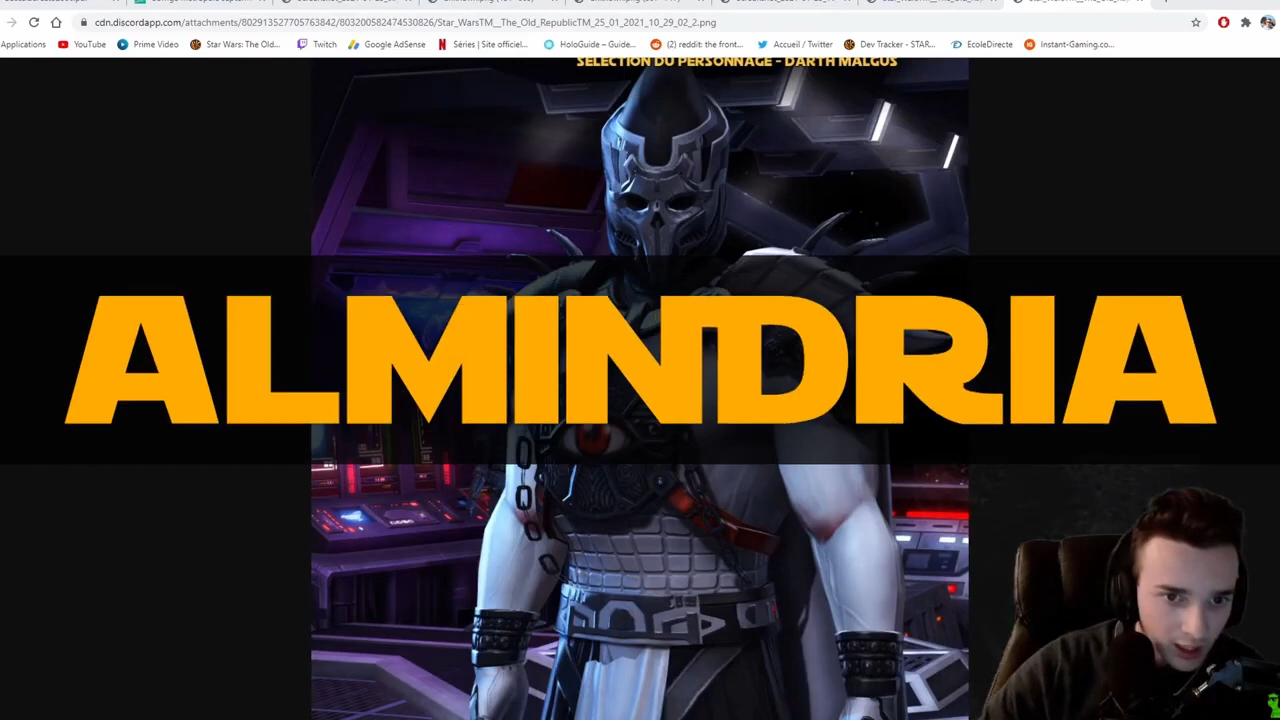 cdn.discordapp.com/attachments/802913527705763842/803200582474530826/Star_WarsTM__The_Old_RepublicTM_25_01_2021_10_29_02_2.png
Applications YouTube Prime Video Star Wars: The Old... Twitch Google AdSense Séries | Site officiel... HoloGuide – Guide... (2) reddit: the front... Accueil / Twitter Dev Tracker - STAR... EcoleDirecte Instant-Gaming.co...
SÉLECTION DU PERSONNAGE - DARTH MALGUS
ALMINDRIA